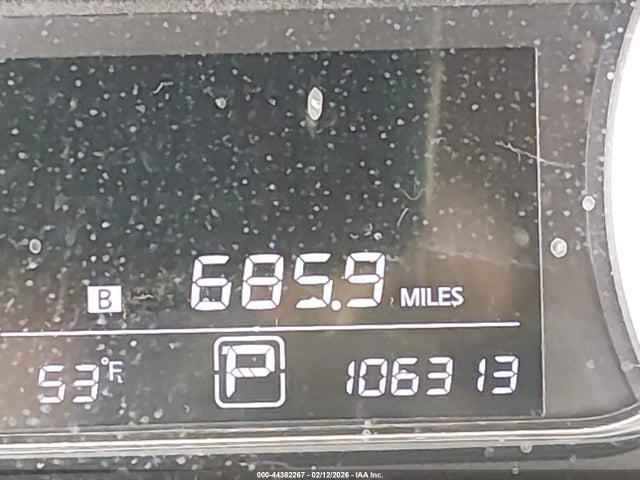 B 685.9 MILES
53°F P 106313
000-44382267 - 02/12/2026 - IAA Inc.